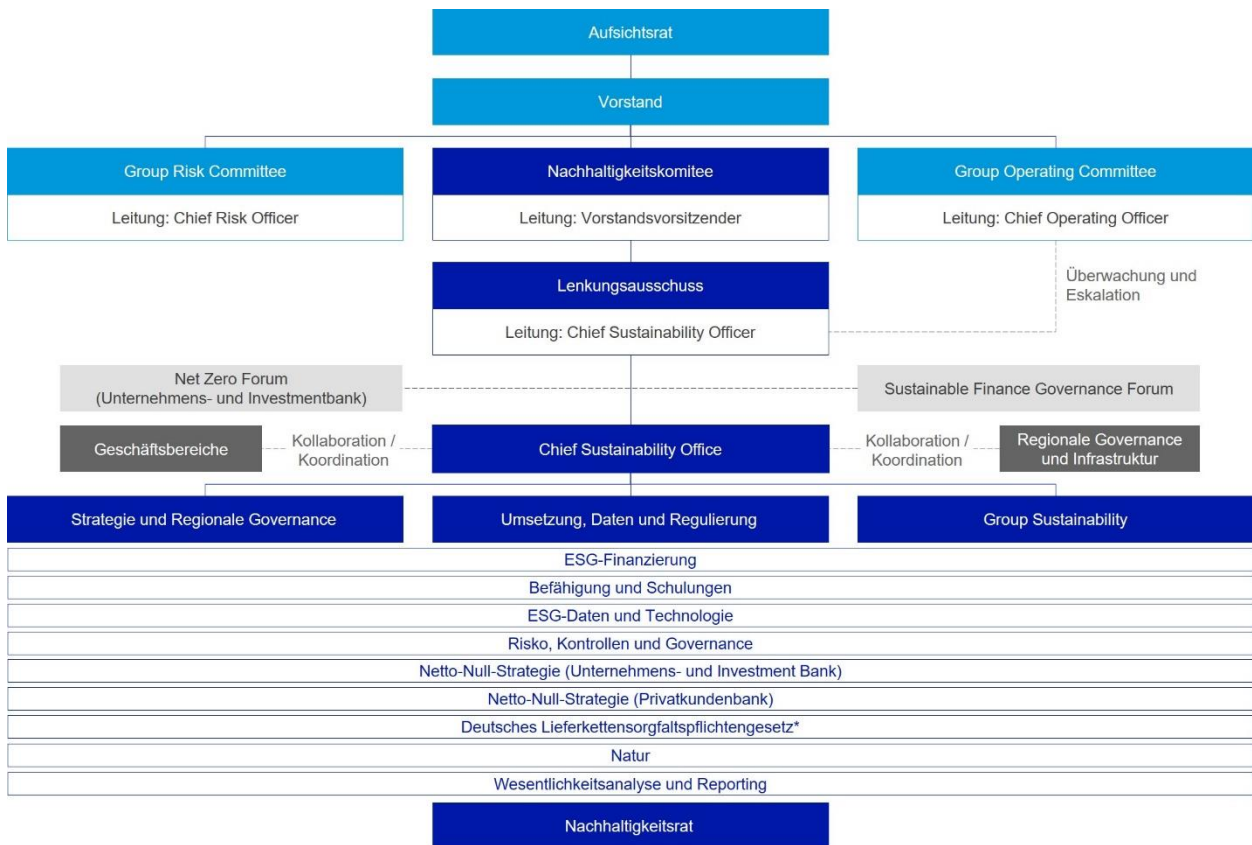 Aufsichtsrat
Vorstand
Group Risk Committee
Leitung: Chief Risk Officer
Nachhaltigkeitskomitee
Leitung: Vorstandsvorsitzender
Group Operating Committee
Leitung: Chief Operating Officer
Lenkungsausschuss
Leitung: Chief Sustainability Officer
Überwachung und
Eskalation
Net Zero Forum
(Unternehmens- und Investmentbank)
Sustainable Finance Governance Forum
Geschäftsbereiche
Kollaboration /
Koordination
Chief Sustainability Office
Kollaboration /
Koordination
Regionale Governance
und Infrastruktur
Strategie und Regionale Governance
Umsetzung, Daten und Regulierung
Group Sustainability
ESG-Finanzierung
Befähigung und Schulungen
ESG-Daten und Technologie
Risiko, Kontrollen und Governance
Netto-Null-Strategie (Unternehmens- und Investment Bank)
Netto-Null-Strategie (Privatkundenbank)
Deutsches Lieferkettensorgfaltspflichtengesetz*
Natur
Wesentlichkeitsanalyse und Reporting
Nachhaltigkeitsrat